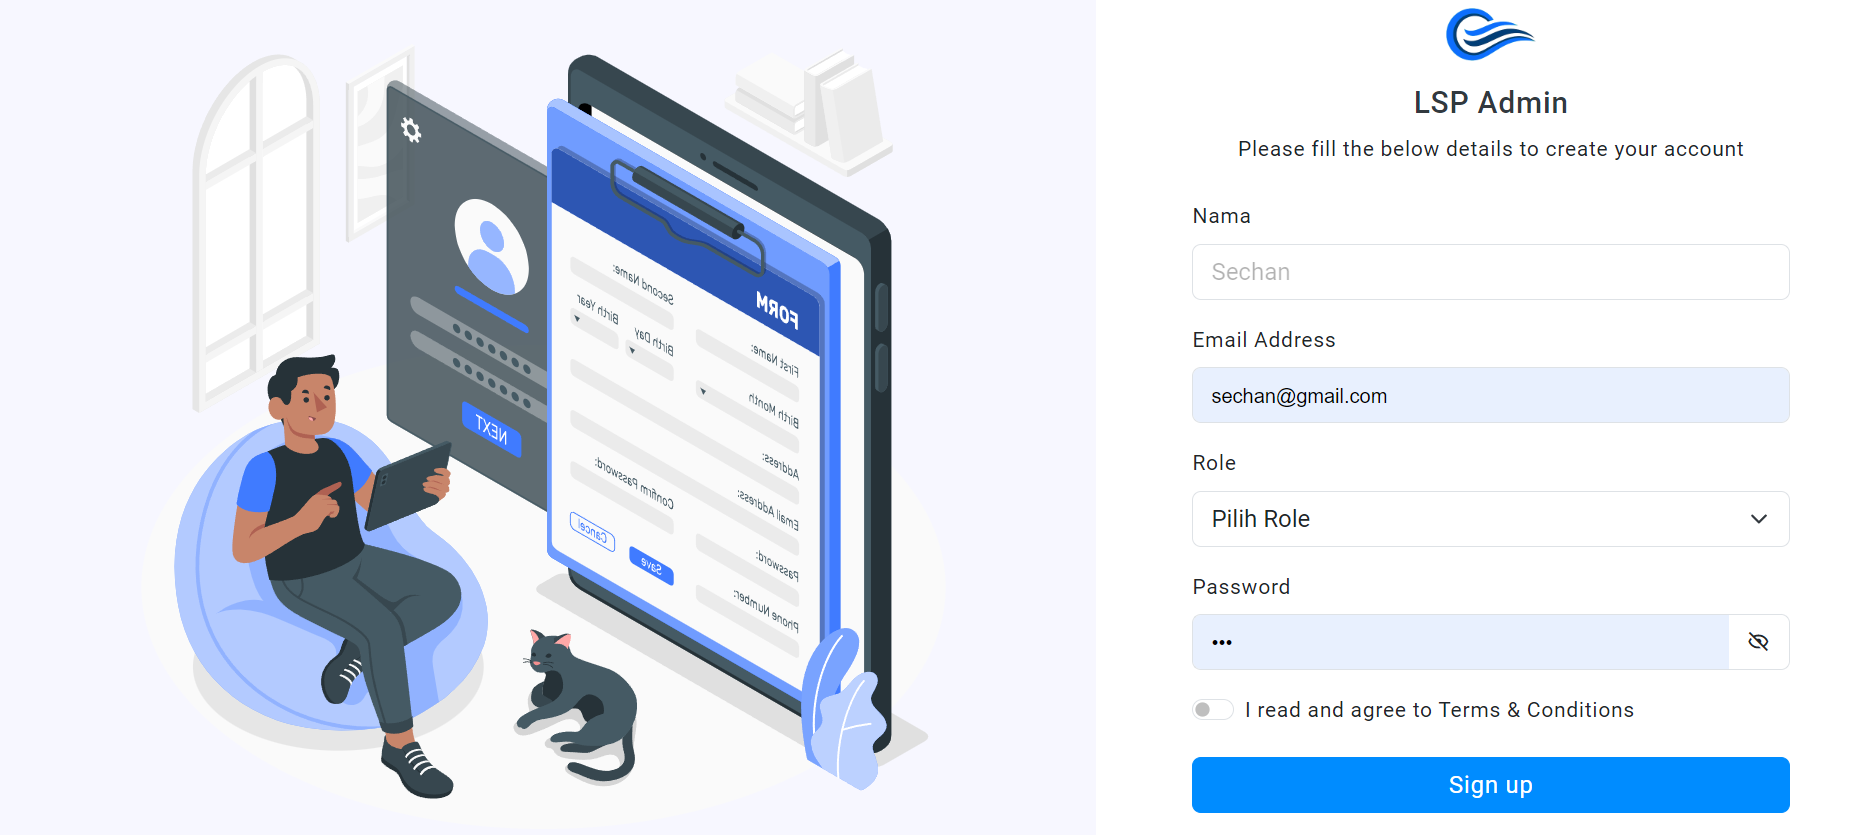 LSP Admin
Please fill the below details to create your account
Nama
Sechan
Email Address
sechan@gmail.com
Role
Pilih Role
Password
•••
I read and agree to Terms & Conditions
Sign up
FORM
Second Name:
First Name:
Birth Year
Birth Day
Birth Month
Address:
Email Address:
Confirm Password:
Password:
Phone Number:
Cancel
Save
NEXT